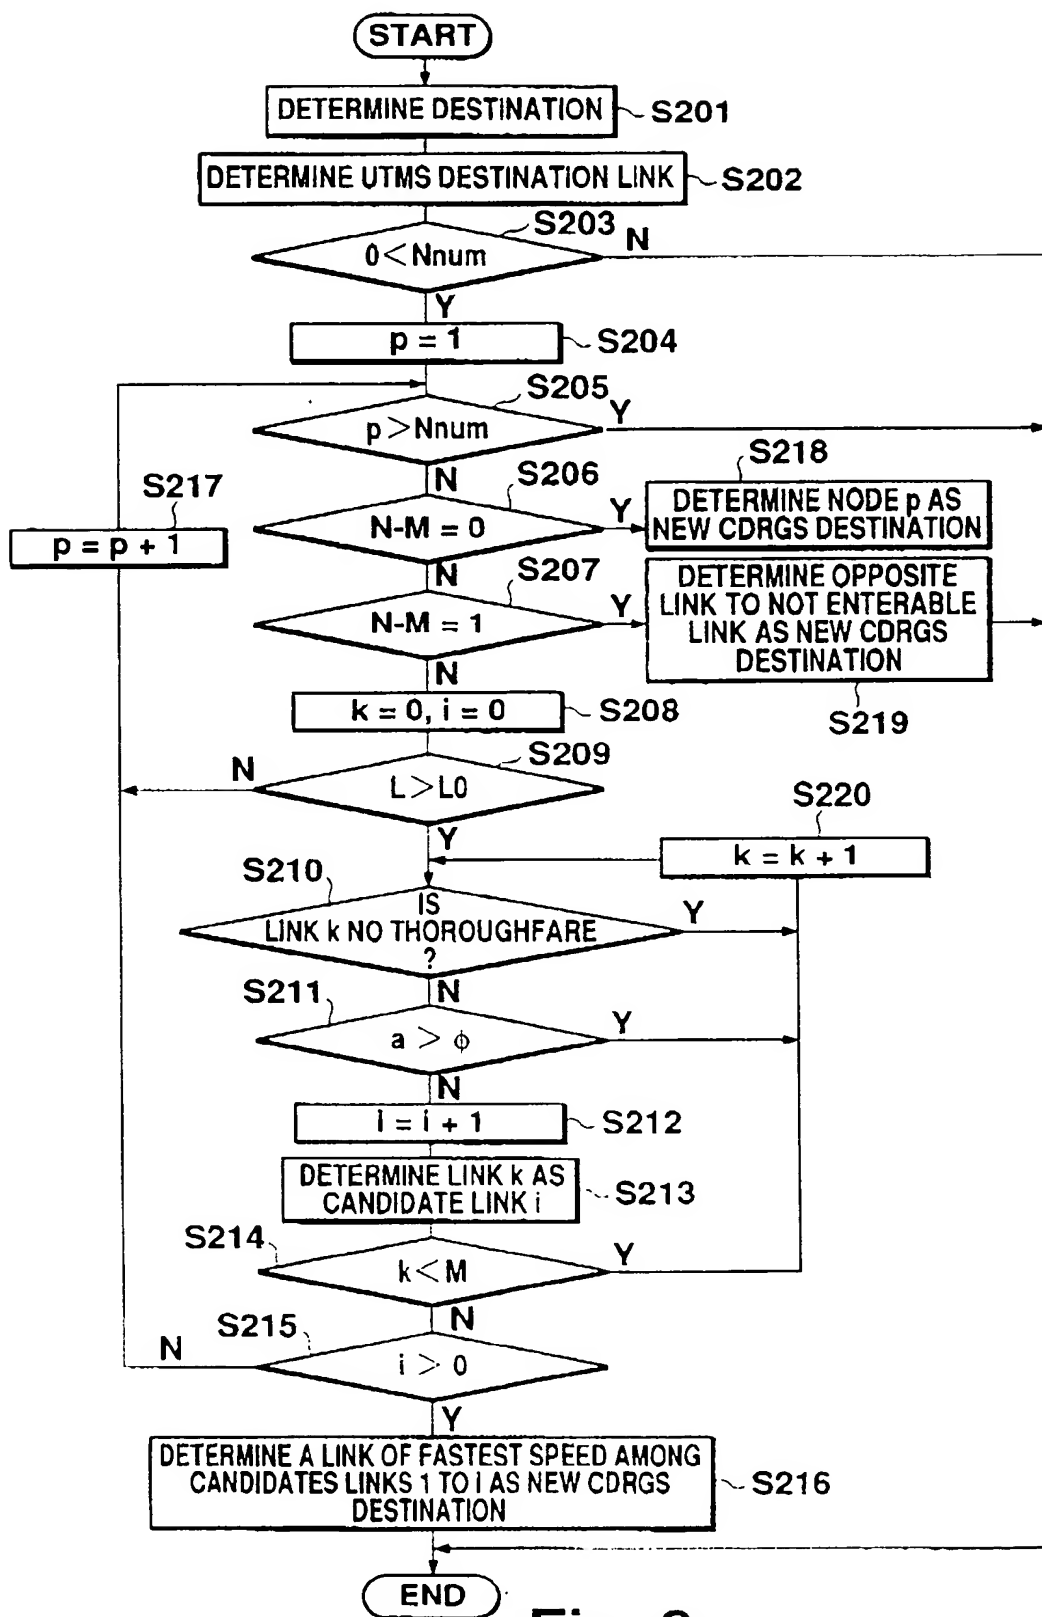 START
DETERMINE DESTINATION
S201
DETERMINE UTMS DESTINATION LINK
S202
S203
0<Nnum
N
Y
p = 1
S204
S205
p>Nnum
Y
N
S206
S218
N-M = 0
Y
DETERMINE NODE p AS
NEW CDRGS DESTINATION
S217
p = p + 1
N
S207
N-M = 1
Y
DETERMINE OPPOSITE
LINK TO NOT ENTERABLE
LINK AS NEW CDRGS
DESTINATION
S219
N
k = 0, i = 0
S208
S209
L>L0
N
Y
S220
k = k + 1
S210
IS
LINK k NO THOROUGHFARE
?
Y
N
S211
a > ϕ
Y
N
i = i + 1
S212
DETERMINE LINK k AS
CANDIDATE LINK i
S213
S214
k<M
Y
N
S215
i > 0
N
Y
DETERMINE A LINK OF FASTEST SPEED AMONG
CANDIDATES LINKS 1 TO i AS NEW CDRGS
DESTINATION
S216
END